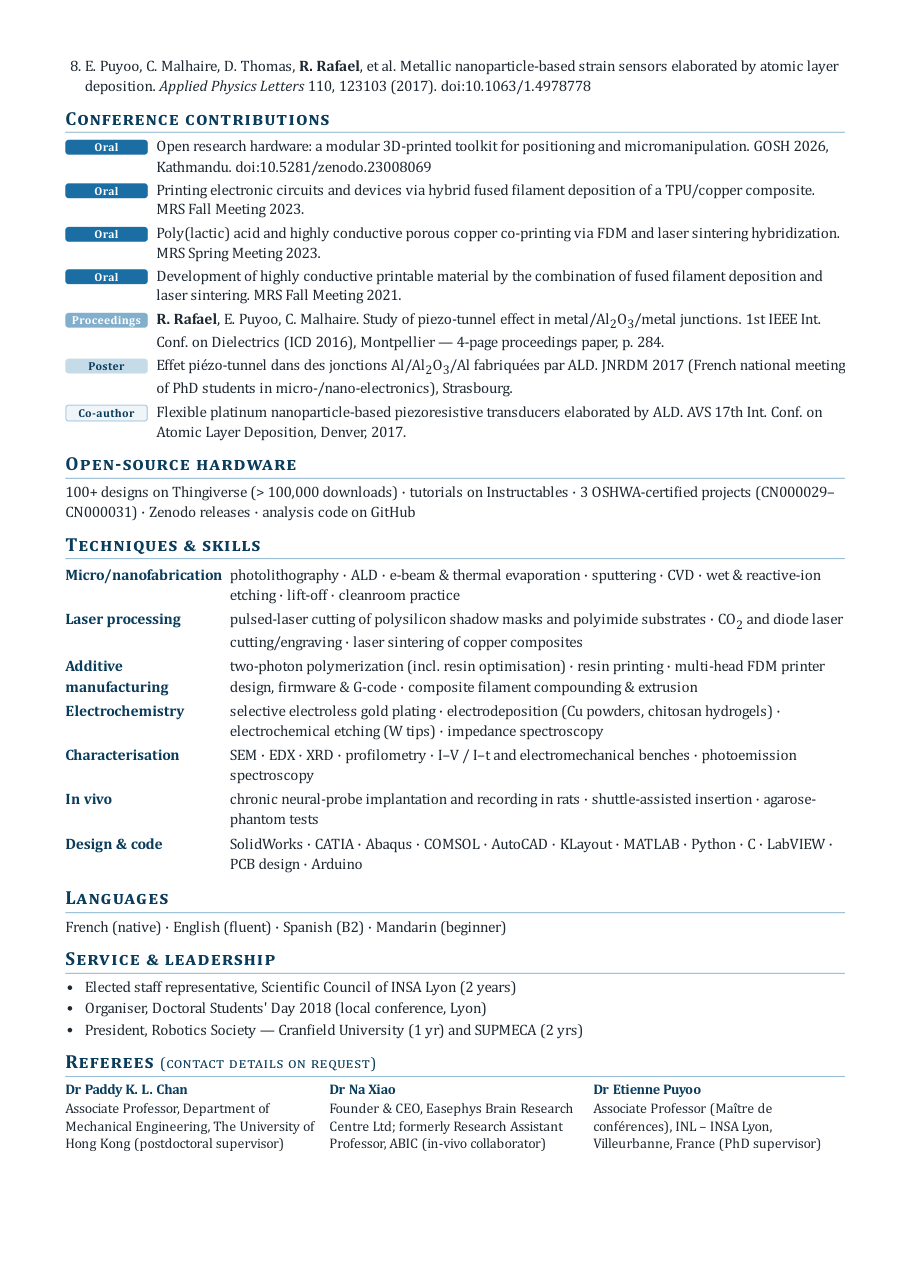 8. E. Puyoo, C. Malhaire, D. Thomas, R. Rafael, et al. Metallic nanoparticle-based strain sensors elaborated by atomic layer
deposition. Applied Physics Letters 110, 123103 (2017). doi:10.1063/1.4978778
Conference contributions
Oral Open research hardware: a modular 3D-printed toolkit for positioning and micromanipulation. GOSH 2026,
Kathmandu. doi:10.5281/zenodo.23008069
Oral Printing electronic circuits and devices via hybrid fused filament deposition of a TPU/copper composite.
MRS Fall Meeting 2023.
Oral Poly(lactic) acid and highly conductive porous copper co-printing via FDM and laser sintering hybridization.
MRS Spring Meeting 2023.
Oral Development of highly conductive printable material by the combination of fused filament deposition and
laser sintering. MRS Fall Meeting 2021.
Proceedings R. Rafael, E. Puyoo, C. Malhaire. Study of piezo-tunnel effect in metal/Al₂O₃/metal junctions. 1st IEEE Int.
Conf. on Dielectrics (ICD 2016), Montpellier — 4-page proceedings paper, p. 284.
Poster Effet piézo-tunnel dans des jonctions Al/Al₂O₃/Al fabriquées par ALD. JNRDM 2017 (French national meeting
of PhD students in micro-/nano-electronics), Strasbourg.
Co-author Flexible platinum nanoparticle-based piezoresistive transducers elaborated by ALD. AVS 17th Int. Conf. on
Atomic Layer Deposition, Denver, 2017.
Open-source hardware
100+ designs on Thingiverse (> 100,000 downloads) · tutorials on Instructables · 3 OSHWA-certified projects (CN000029–
CN000031) · Zenodo releases · analysis code on GitHub
Techniques & skills
Micro/nanofabrication photolithography · ALD · e-beam & thermal evaporation · sputtering · CVD · wet & reactive-ion
etching · lift-off · cleanroom practice
Laser processing pulsed-laser cutting of polysilicon shadow masks and polyimide substrates · CO₂ and diode laser
cutting/engraving · laser sintering of copper composites
Additive two-photon polymerization (incl. resin optimisation) · resin printing · multi-head FDM printer
manufacturing design, firmware & G-code · composite filament compounding & extrusion
Electrochemistry selective electroless gold plating · electrodeposition (Cu powders, chitosan hydrogels) ·
electrochemical etching (W tips) · impedance spectroscopy
Characterisation SEM · EDX · XRD · profilometry · I–V / I–t and electromechanical benches · photoemission
spectroscopy
In vivo chronic neural-probe implantation and recording in rats · shuttle-assisted insertion · agarose-
phantom tests
Design & code SolidWorks · CATIA · Abaqus · COMSOL · AutoCAD · KLayout · MATLAB · Python · C · LabVIEW ·
PCB design · Arduino
Languages
French (native) · English (fluent) · Spanish (B2) · Mandarin (beginner)
Service & leadership
• Elected staff representative, Scientific Council of INSA Lyon (2 years)
• Organiser, Doctoral Students' Day 2018 (local conference, Lyon)
• President, Robotics Society — Cranfield University (1 yr) and SUPMECA (2 yrs)
Referees (contact details on request)
Dr Paddy K. L. Chan
Associate Professor, Department of
Mechanical Engineering, The University of
Hong Kong (postdoctoral supervisor)
Dr Na Xiao
Founder & CEO, Easephys Brain Research
Centre Ltd; formerly Research Assistant
Professor, ABIC (in-vivo collaborator)
Dr Etienne Puyoo
Associate Professor (Maître de
conférences), INL – INSA Lyon,
Villeurbanne, France (PhD supervisor)